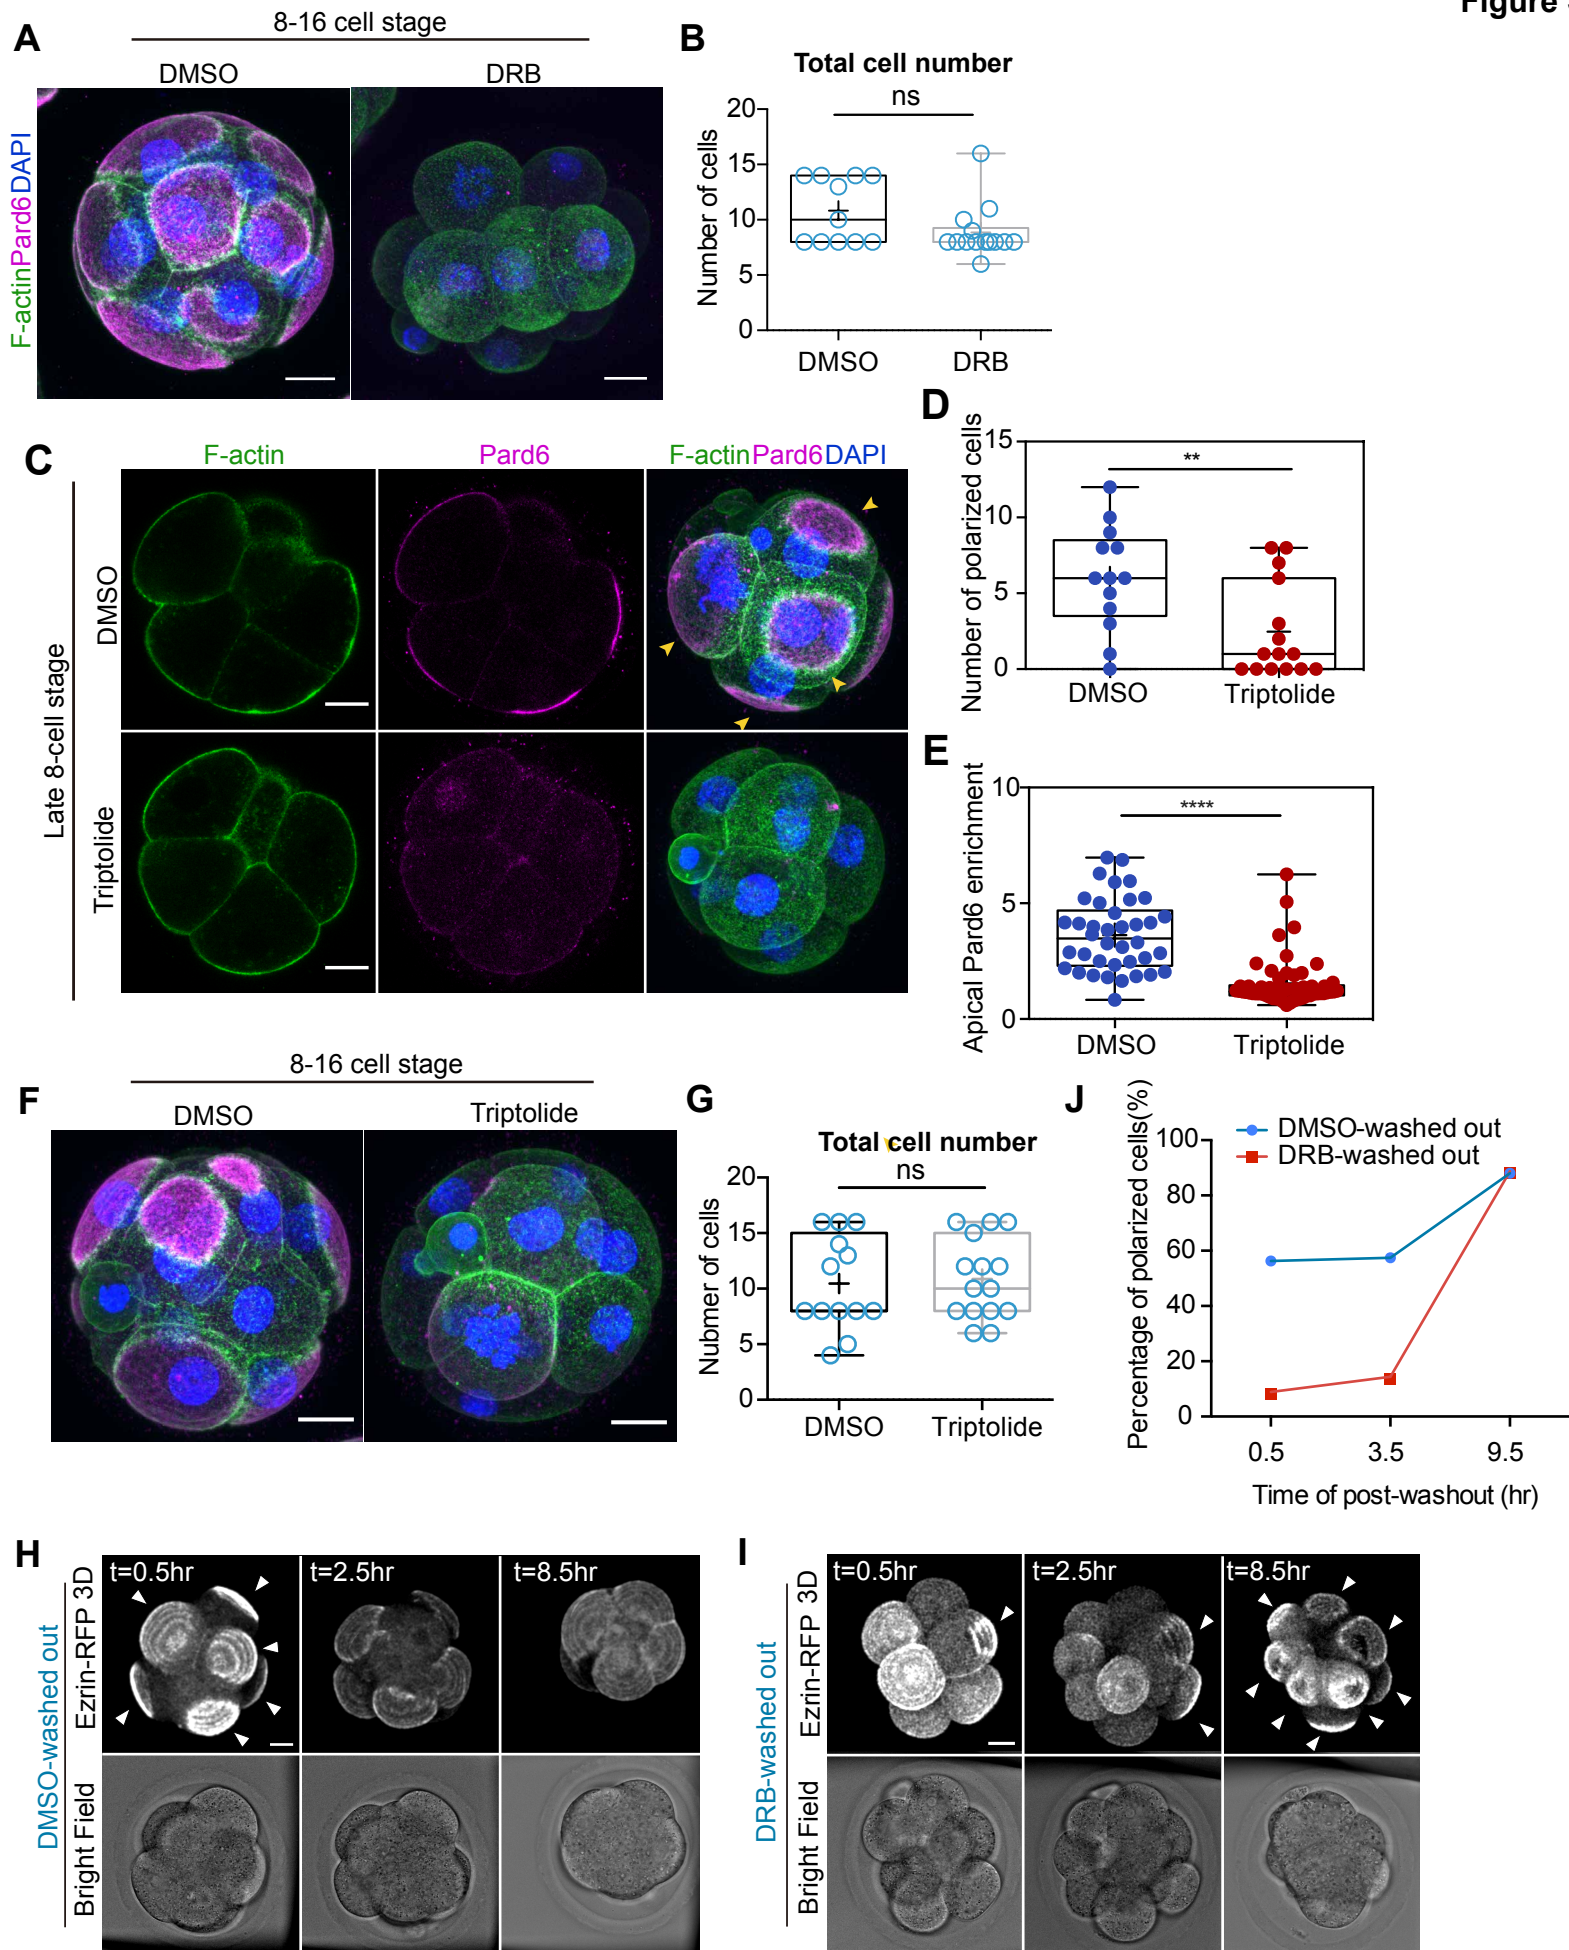 Figure
A
8-16 cell stage
DMSO
DRB
F-actinPard6DAPI
B
Total cell number
ns
Number of cells
20
15
10
5
0
DMSO
DRB
C
F-actin
Pard6
F-actinPard6DAPI
Late 8-cell stage
DMSO
Triptolide
D
Number of polarized cells
15
10
5
0
**
DMSO
Triptolide
E
Apical Pard6 enrichment
10
5
0
****
DMSO
Triptolide
F
8-16 cell stage
DMSO
Triptolide
G
Total cell number
ns
Nubmer of cells
20
15
10
5
0
DMSO
Triptolide
J
Percentage of polarized cells(%)
DMSO-washed out
DRB-washed out
100
80
60
40
20
0
0.5
3.5
9.5
Time of post-washout (hr)
H
DMSO-washed out
Ezrin-RFP 3D
Bright Field
t=0.5hr
t=2.5hr
t=8.5hr
I
DRB-washed out
Ezrin-RFP 3D
Bright Field
t=0.5hr
t=2.5hr
t=8.5hr